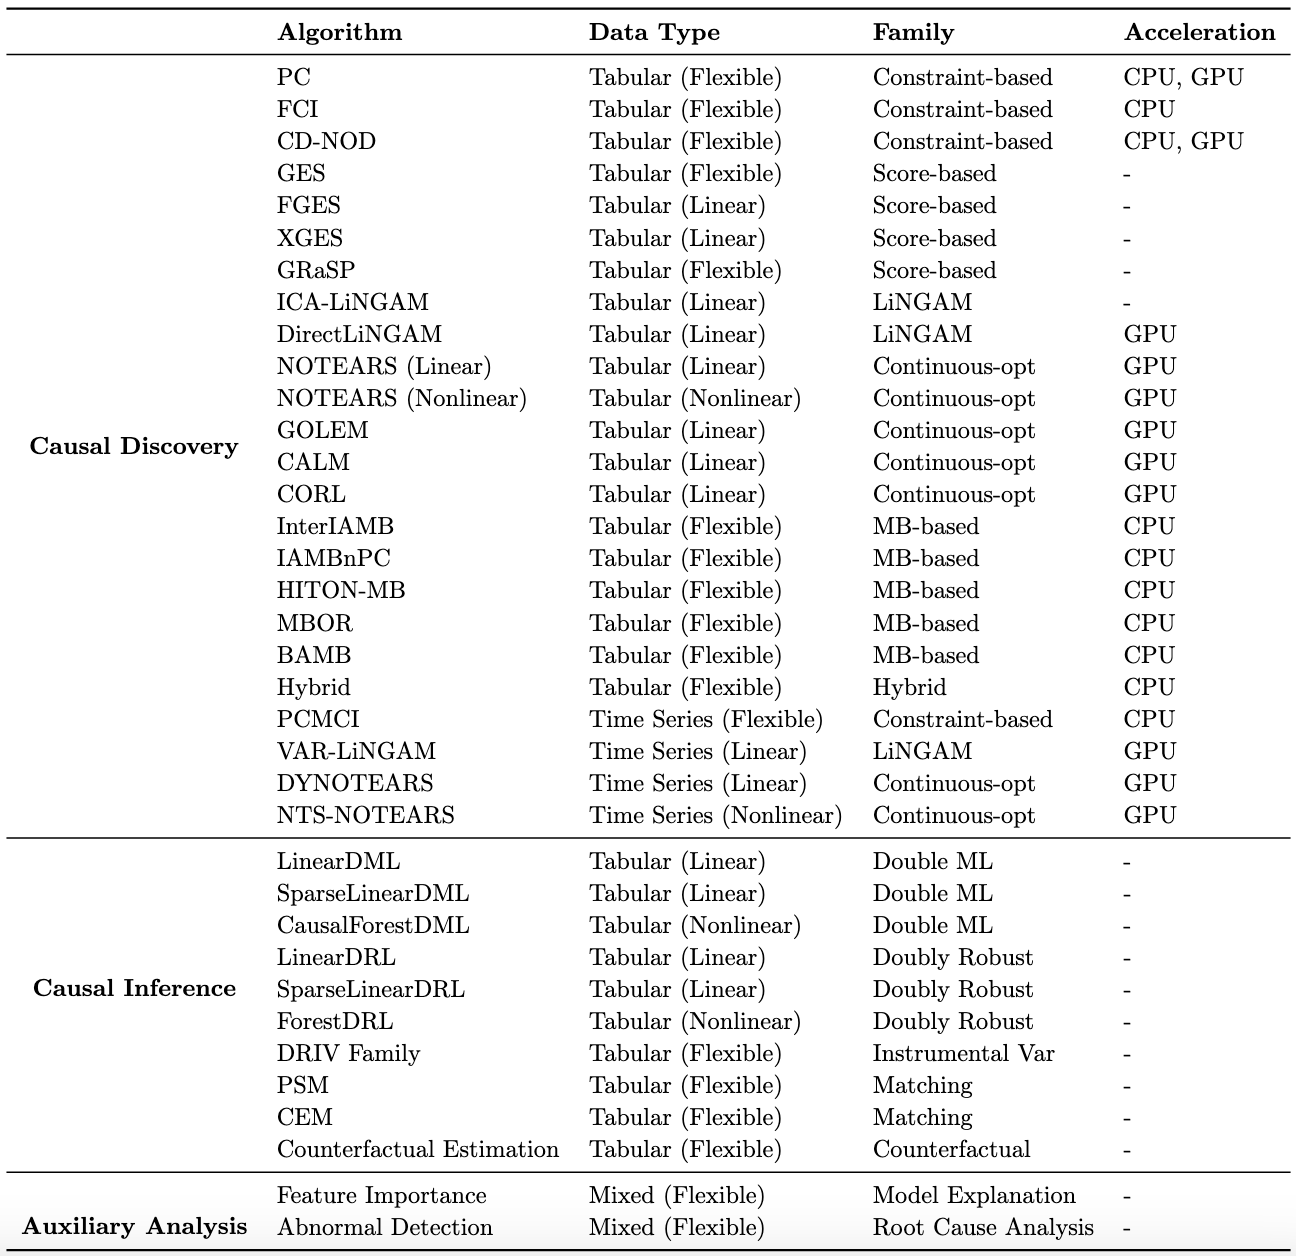 Algorithm Data Type Family Acceleration
PC Tabular (Flexible) Constraint-based CPU, GPU
FCI Tabular (Flexible) Constraint-based CPU
CD-NOD Tabular (Flexible) Constraint-based CPU, GPU
GES Tabular (Flexible) Score-based -
FGES Tabular (Linear) Score-based -
XGES Tabular (Linear) Score-based -
GRaSP Tabular (Flexible) Score-based -
ICA-LiNGAM Tabular (Linear) LiNGAM -
DirectLiNGAM Tabular (Linear) LiNGAM GPU
NOTEARS (Linear) Tabular (Linear) Continuous-opt GPU
NOTEARS (Nonlinear) Tabular (Nonlinear) Continuous-opt GPU
GOLEM Tabular (Linear) Continuous-opt GPU
Causal Discovery
CALM Tabular (Linear) Continuous-opt GPU
CORL Tabular (Linear) Continuous-opt GPU
InterIAMB Tabular (Flexible) MB-based CPU
IAMBnPC Tabular (Flexible) MB-based CPU
HITON-MB Tabular (Flexible) MB-based CPU
MBOR Tabular (Flexible) MB-based CPU
BAMB Tabular (Flexible) MB-based CPU
Hybrid Tabular (Flexible) Hybrid CPU
PCMCI Time Series (Flexible) Constraint-based CPU
VAR-LiNGAM Time Series (Linear) LiNGAM GPU
DYNOTEARS Time Series (Linear) Continuous-opt GPU
NTS-NOTEARS Time Series (Nonlinear) Continuous-opt GPU
LinearDML Tabular (Linear) Double ML -
SparseLinearDML Tabular (Linear) Double ML -
CausalForestDML Tabular (Nonlinear) Double ML -
LinearDRL Tabular (Linear) Doubly Robust -
Causal Inference SparseLinearDRL Tabular (Linear) Doubly Robust -
ForestDRL Tabular (Nonlinear) Doubly Robust -
DRIV Family Tabular (Flexible) Instrumental Var -
PSM Tabular (Flexible) Matching -
CEM Tabular (Flexible) Matching -
Counterfactual Estimation Tabular (Flexible) Counterfactual -
Feature Importance Mixed (Flexible) Model Explanation -
Auxiliary Analysis Abnormal Detection Mixed (Flexible) Root Cause Analysis -